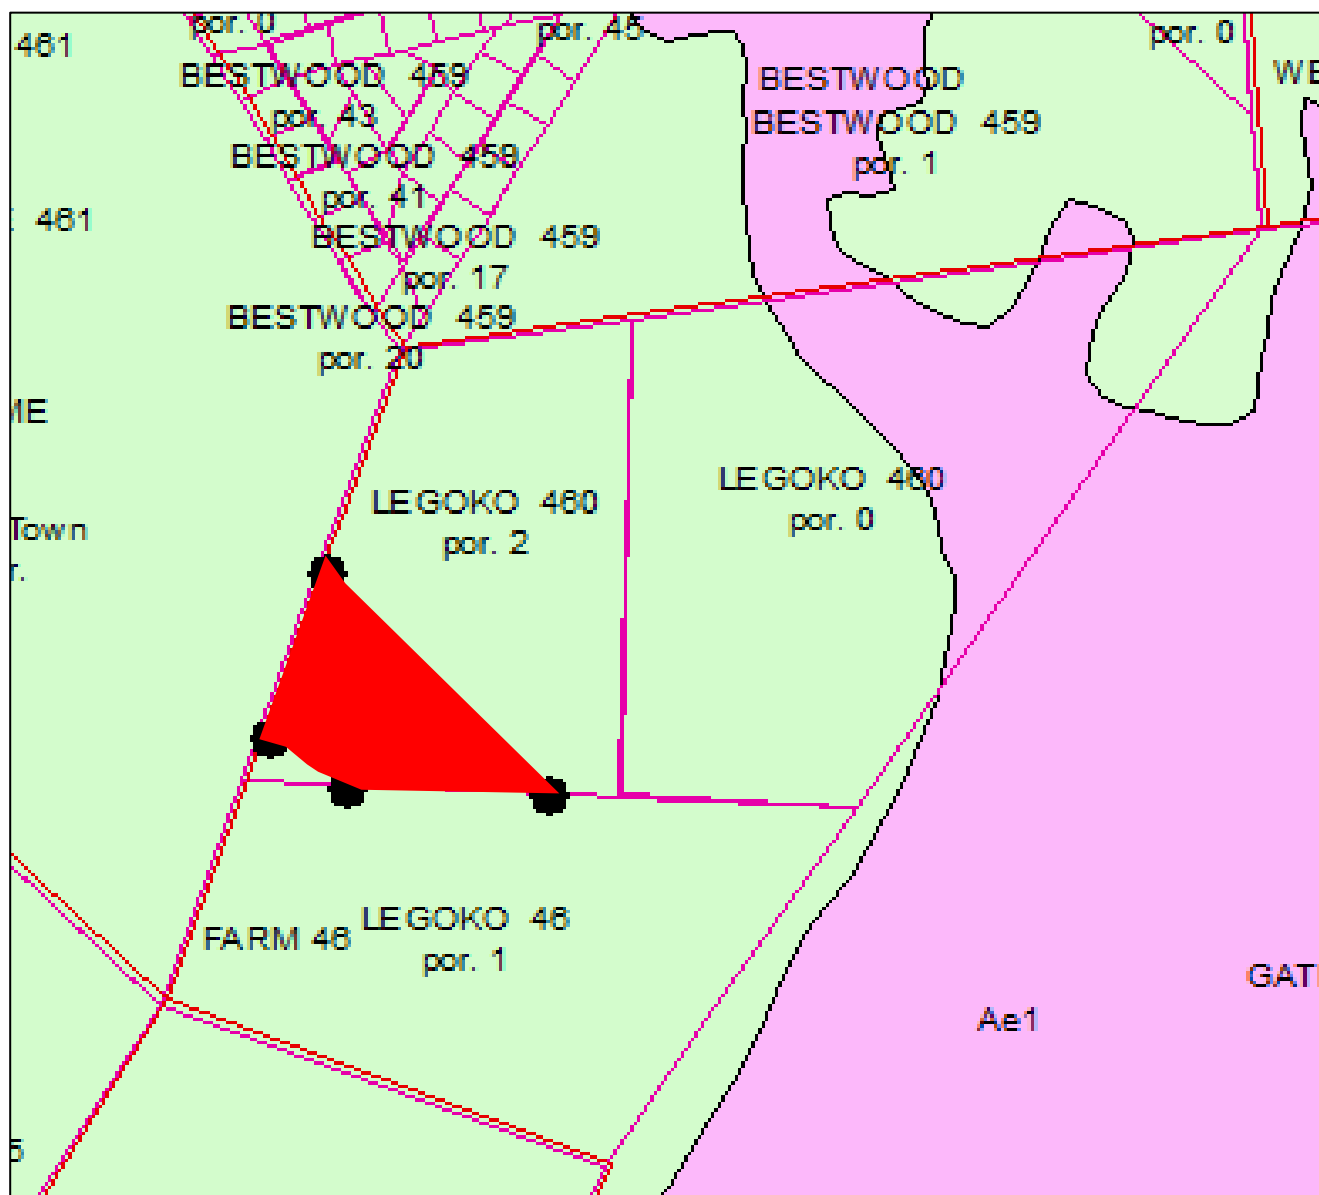 por. 0
por. 45
por. 0
461
BESTWOOD 459
por. 43
BESTWOOD
WE
BESTWOOD 459
por. 1
BESTWOOD 459
por. 41
461
BESTWOOD 459
por. 17
BESTWOOD 459
por. 20
ME
LEGOKO 460
por. 2
LEGOKO 460
por. 0
Town
r.
FARM 46
LEGOKO 46
por. 1
GATI
Ae1
5